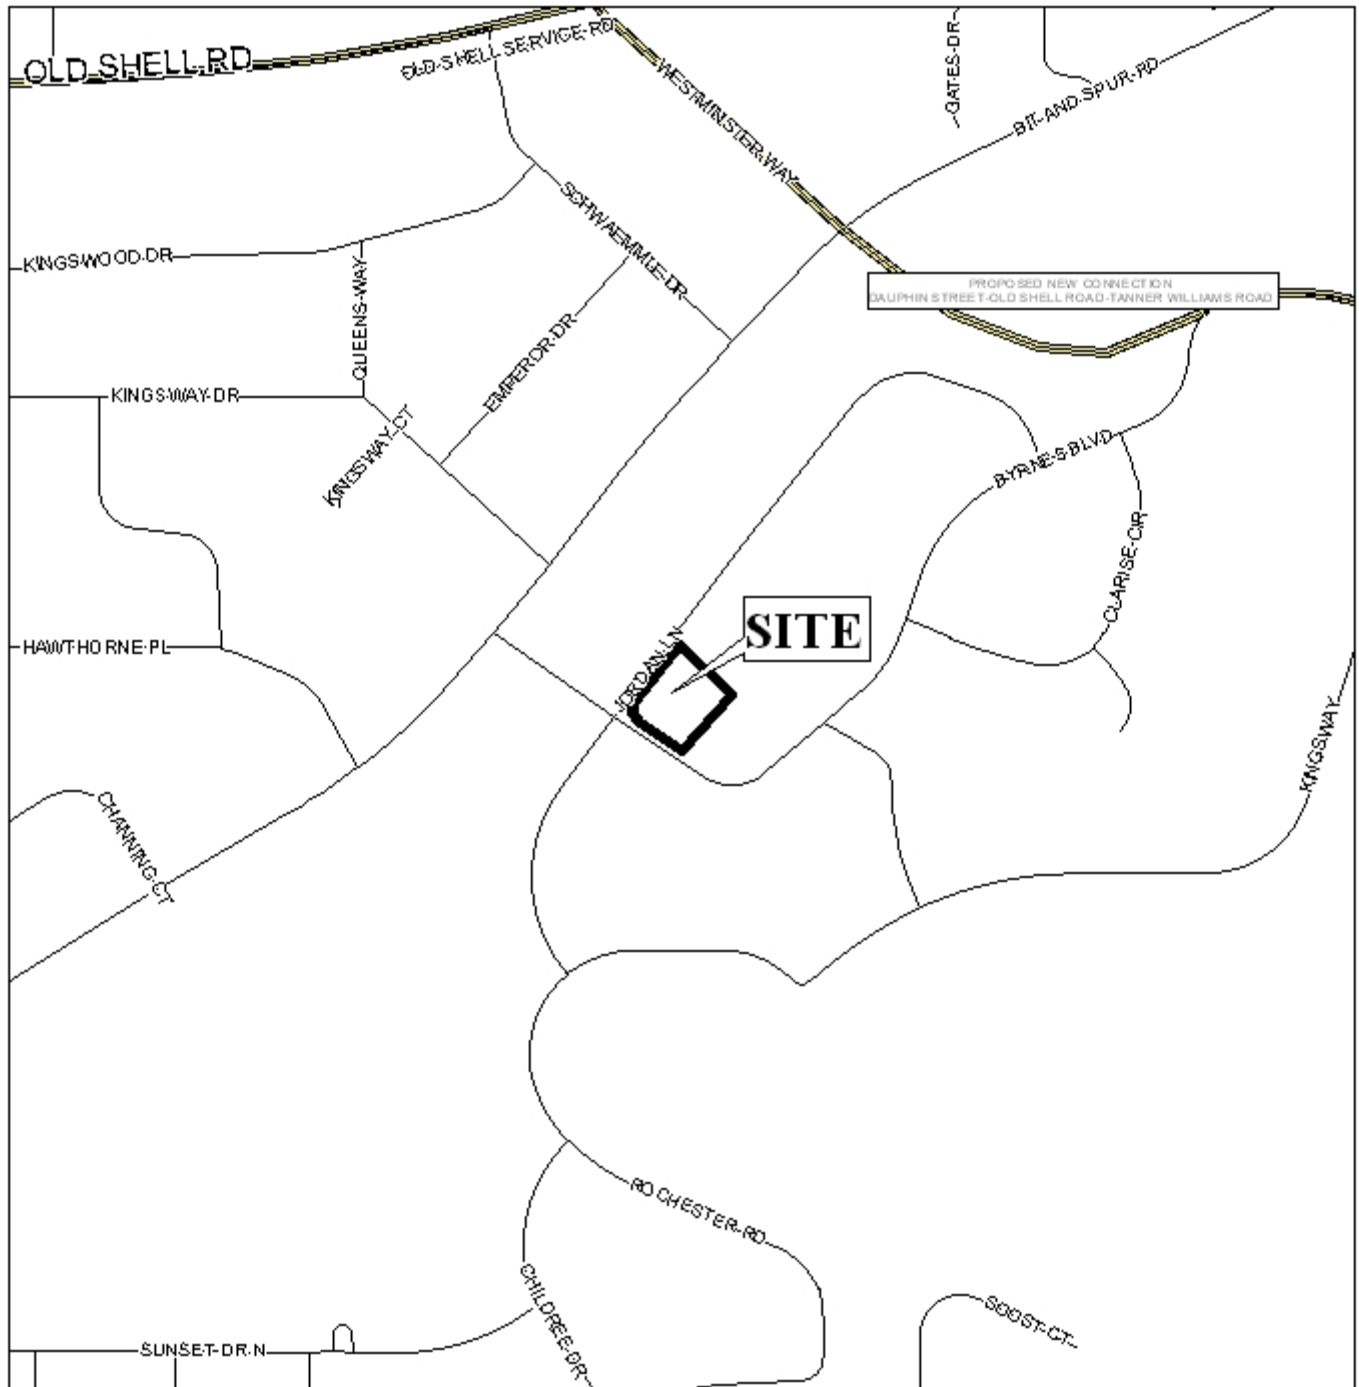 OLD SHELL RD
OLD SHELL SERVICE RD
WESTMINSTER WAY
GATES DR
BIT AND SPUR RD
SCHWAEMMLE DR
KINGSWOOD DR
QUEENS WAY
PROPOSED NEW CONNECTION
DAUPHIN STREET-OLD SHELL ROAD-TANNER WILLIAMS ROAD
EMPEROR DR
KINGSWAY DR
KINGSWAY CT
BYRNES BLVD
CLARISE CIR
SITE
JORDAN LN
HAWTHORNE PL
KINGSWAY
CHANNING CT
ROCHESTER RD
CHILDREE DR
SOOST CT
SUNSET DR N